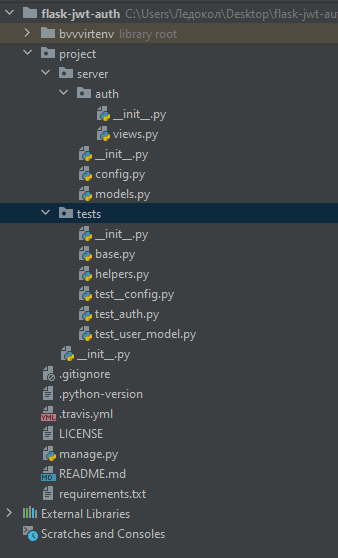 flask-jwt-auth C:\Users\Ледокол\Desktop\flask-jwt-au
bvvvirtenv library root
project
server
auth
__init__.py
views.py
__init__.py
config.py
models.py
tests
__init__.py
base.py
helpers.py
test__config.py
test_auth.py
test_user_model.py
__init__.py
.gitignore
.python-version
.travis.yml
LICENSE
manage.py
README.md
requirements.txt
External Libraries
Scratches and Consoles